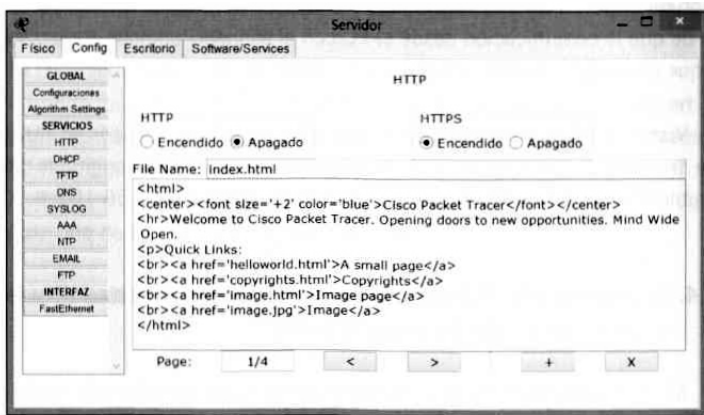 Servidor
Físico Config Escritorio Software/Services
GLOBAL
Configuraciones
Algorithm Settings
SERVICIOS
HTTP
DHCP
TFTP
DNS
SYSLOG
AAA
NTP
EMAIL
FTP
INTERFAZ
FastEthernet
HTTP
HTTP
Encendido Apagado
HTTPS
Encendido Apagado
File Name: index.html
<html>
<center><font size='+2' color='blue'>Cisco Packet Tracer</font></center>
<hr>Welcome to Cisco Packet Tracer. Opening doors to new opportunities. Mind Wide
Open.
<p>Quick Links:
<br><a href='helloworld.html'>A small page</a>
<br><a href='copyrights.html'>Copyrights</a>
<br><a href='image.html'>Image page</a>
<br><a href='image.jpg'>Image</a>
</html>
Page: 1/4 < > + X